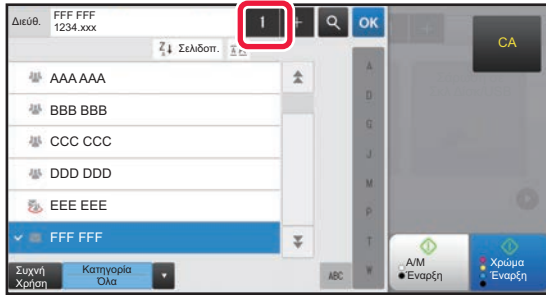 Διεύθ.
FFF FFF
1234.xxx
1
OK
CA
Σελιδοπ.
AAA AAA
BBB BBB
CCC CCC
DDD DDD
EEE EEE
FFF FFF
A
D
G
J
M
P
T
W
ABC
Συχνή
Χρήση
Κατηγορία
Όλα
Α/Μ
Έναρξη
Χρώμα
Έναρξη